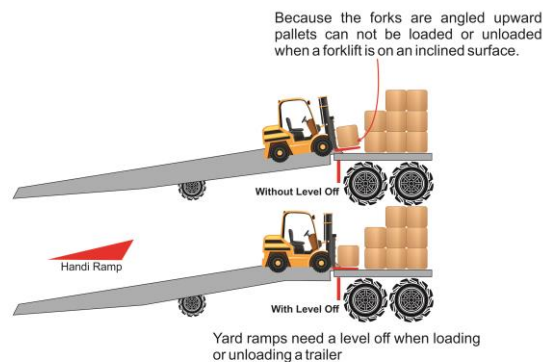 Because the forks are angled upward
pallets can not be loaded or unloaded
when a forklift is on an inclined surface.
Without Level Off
Handi Ramp
With Level Off
Yard ramps need a level off when loading
or unloading a trailer